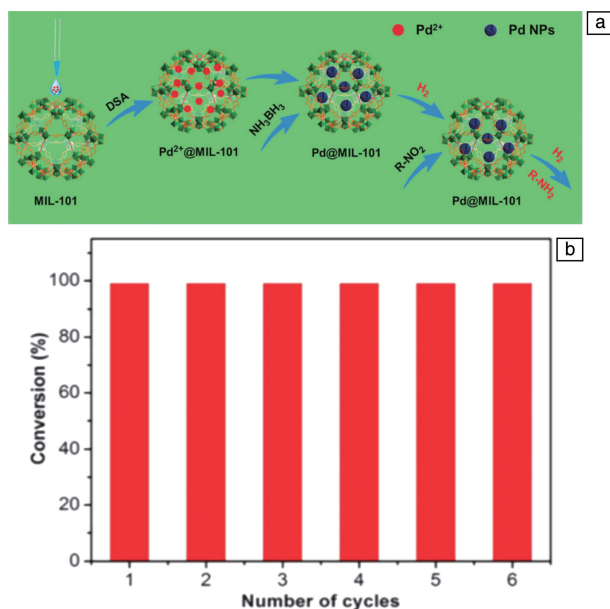 Pd²⁺ Pd NPs
a
DSA
NH₃BH₃
H₂
Pd²⁺@MIL-101
Pd@MIL-101
R-NO₂
H₂
R-NH₂
MIL-101
Pd@MIL-101
b
100
80
60
40
20
0
Conversion (%)
1 2 3 4 5 6
Number of cycles